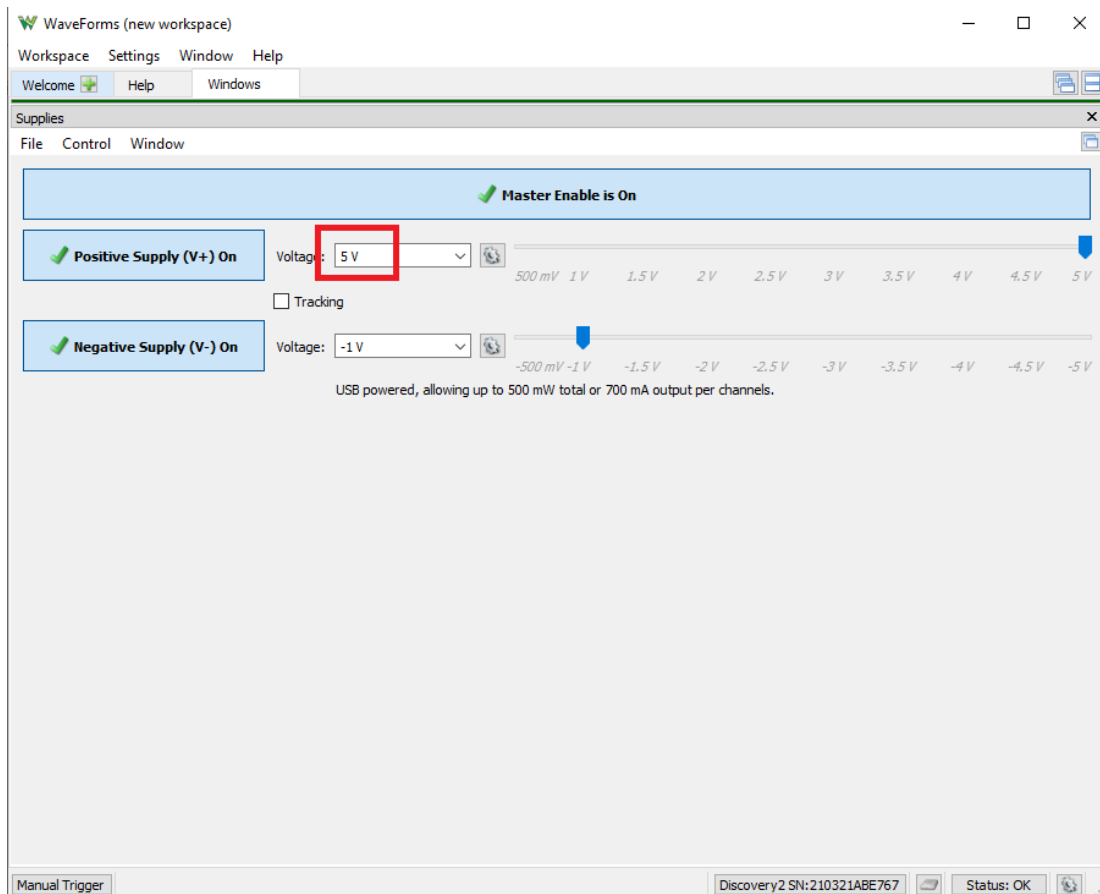 WaveForms (new workspace)
Workspace Settings Window Help
Welcome Help Windows
Supplies
File Control Window
Master Enable is On
Positive Supply (V+) On Voltage: 5 V
500 mV 1 V 1.5 V 2 V 2.5 V 3 V 3.5 V 4 V 4.5 V 5 V
Tracking
Negative Supply (V-) On Voltage: -1 V
-500 mV -1 V -1.5 V -2 V -2.5 V -3 V -3.5 V -4 V -4.5 V -5 V
USB powered, allowing up to 500 mW total or 700 mA output per channels.
Manual Trigger Discovery2 SN:210321ABE767 Status: OK